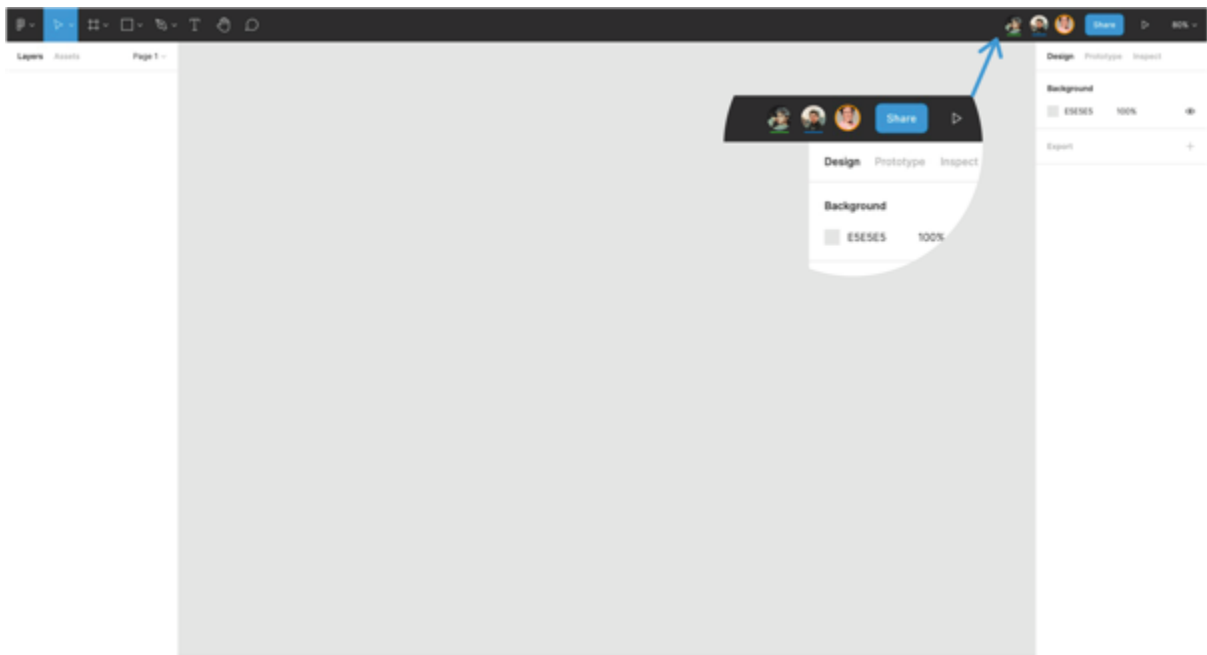 T
Share
80%
Layers Assets Page 1
Design Prototype Inspect
Background
E5E5E5 100%
Export
Share
Design Prototype Inspect
Background
E5E5E5 100%